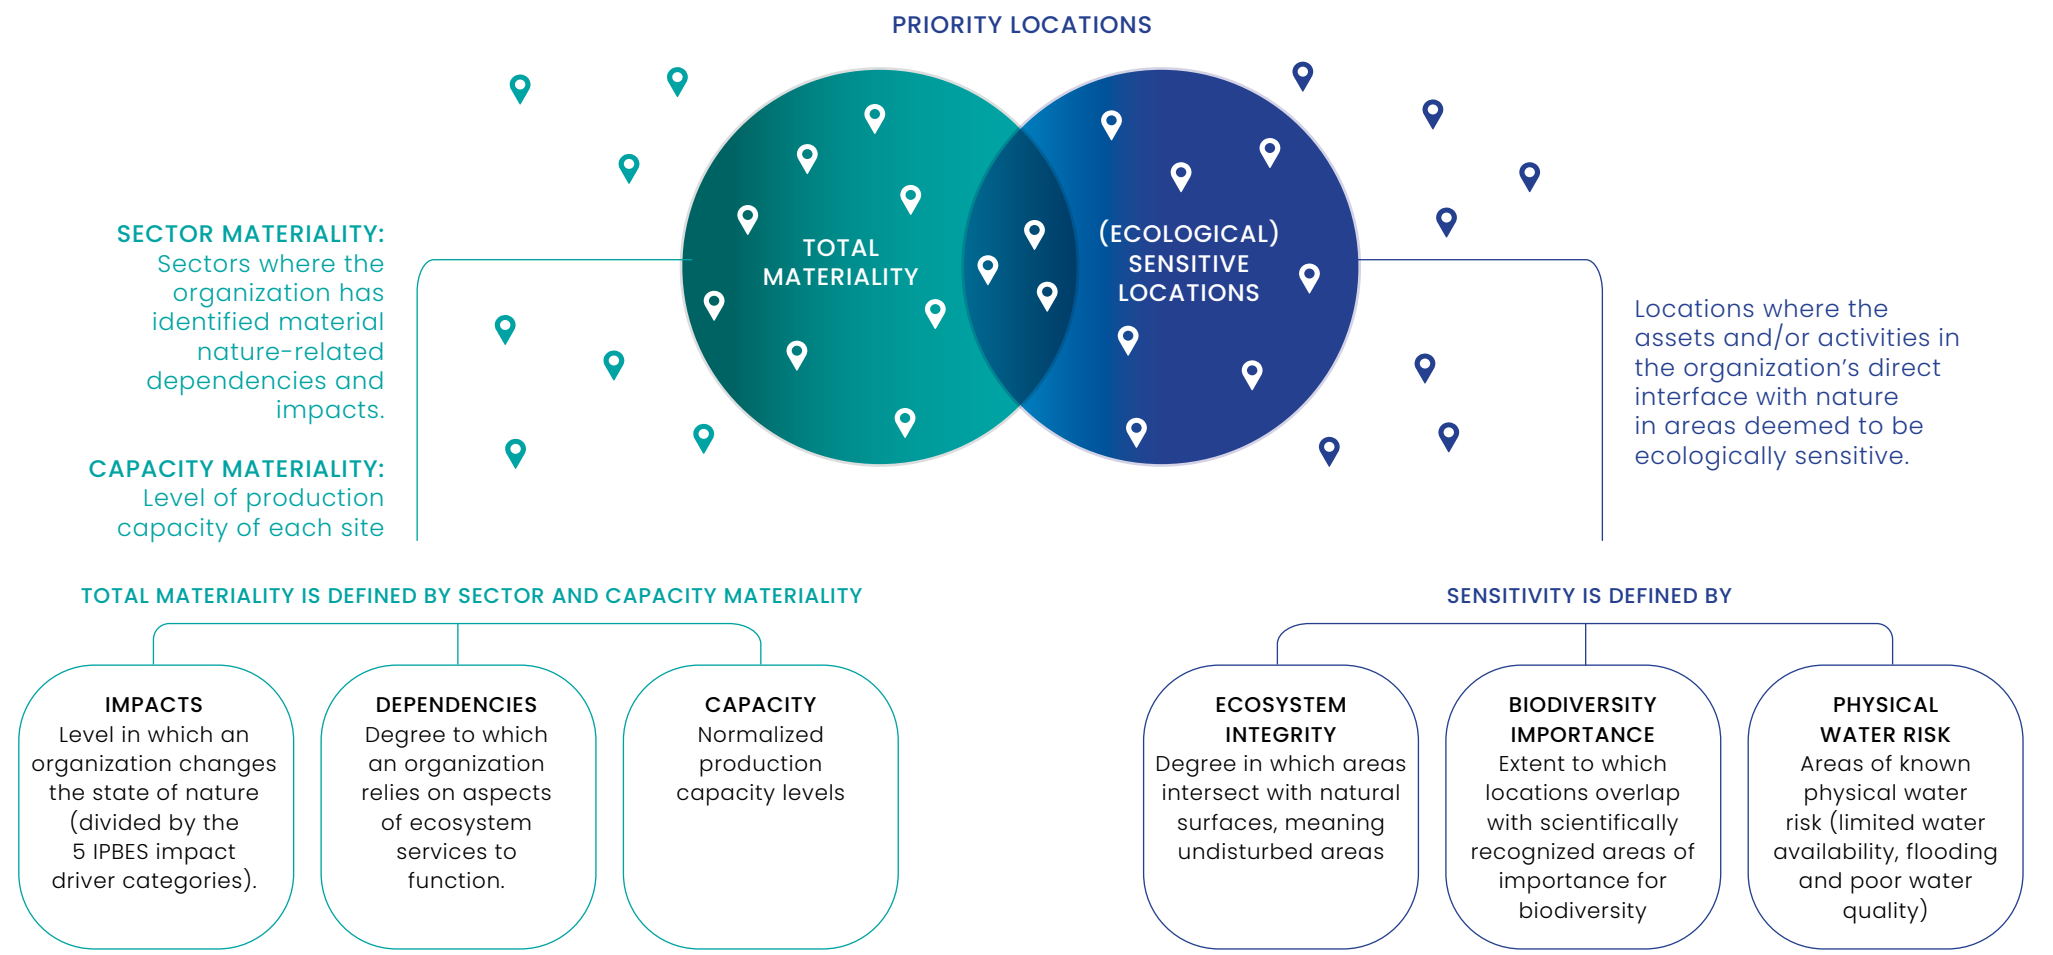 PRIORITY LOCATIONS
SECTOR MATERIALITY:
Sectors where the
organization has
identified material
nature-related
dependencies and
impacts.
CAPACITY MATERIALITY:
Level of production
capacity of each site
TOTAL
MATERIALITY
(ECOLOGICAL)
SENSITIVE
LOCATIONS
Locations where the
assets and/or activities in
the organization's direct
interface with nature
in areas deemed to be
ecologically sensitive.
TOTAL MATERIALITY IS DEFINED BY SECTOR AND CAPACITY MATERIALITY
IMPACTS
Level in which an
organization changes
the state of nature
(divided by the
5 IPBES impact
driver categories).
DEPENDENCIES
Degree to which
an organization
relies on aspects
of ecosystem
services to
function.
CAPACITY
Normalized
production
capacity levels
SENSITIVITY IS DEFINED BY
ECOSYSTEM
INTEGRITY
Degree in which areas
intersect with natural
surfaces, meaning
undisturbed areas
BIODIVERSITY
IMPORTANCE
Extent to which
locations overlap
with scientifically
recognized areas of
importance for
biodiversity
PHYSICAL
WATER RISK
Areas of known
physical water
risk (limited water
availability, flooding
and poor water
quality)